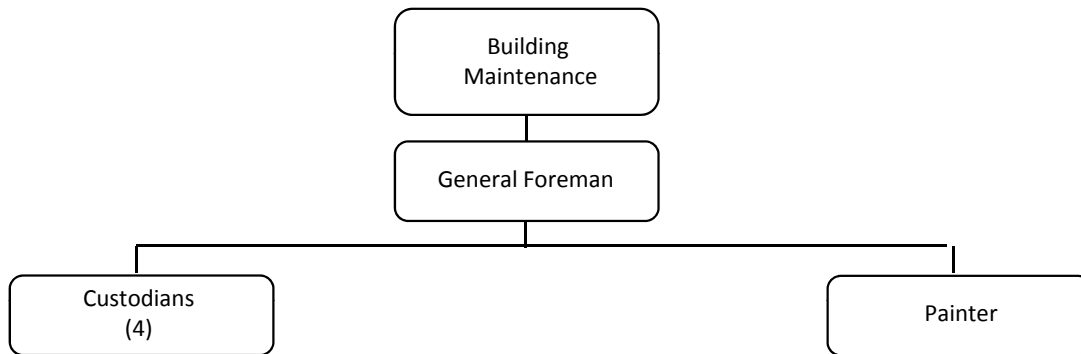 Building
Maintenance
General Foreman
Custodians
(4)
Painter